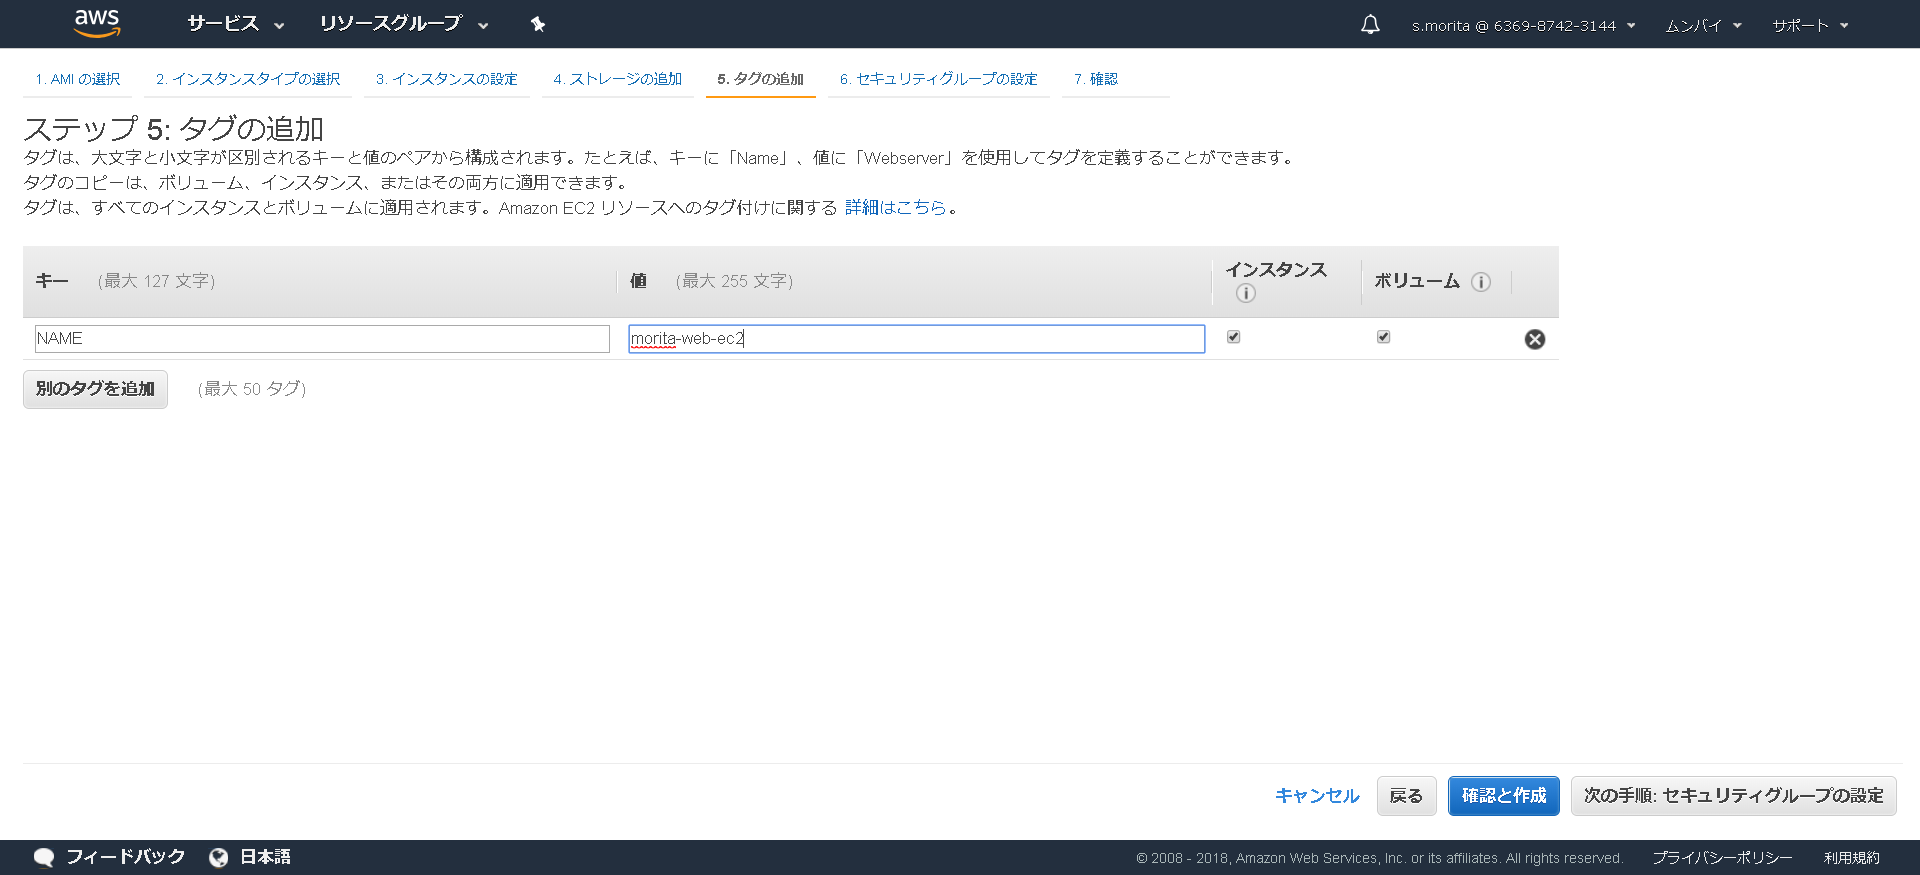 aws サービス リソースグループ s.morita @ 6369-8742-3144 ムンバイ サポート
1. AMI の選択 2. インスタンスタイプの選択 3. インスタンスの設定 4. ストレージの追加 5. タグの追加 6. セキュリティグループの設定 7. 確認
ステップ 5: タグの追加
タグは、大文字と小文字が区別されるキーと値のペアから構成されます。たとえば、キーに「Name」、値に「Webserver」を使用してタグを定義することができます。
タグのコピーは、ボリューム、インスタンス、またはその両方に適用できます。
タグは、すべてのインスタンスとボリュームに適用されます。Amazon EC2 リソースへのタグ付けに関する 詳細はこちら。
キー (最大 127 文字) 値 (最大 255 文字) インスタンス ボリューム
NAME morita-web-ec2
別のタグを追加 (最大 50 タグ)
キャンセル 戻る 確認と作成 次の手順: セキュリティグループの設定
フィードバック 日本語 © 2008 - 2018, Amazon Web Services, Inc. or its affiliates. All rights reserved. プライバシーポリシー 利用規約